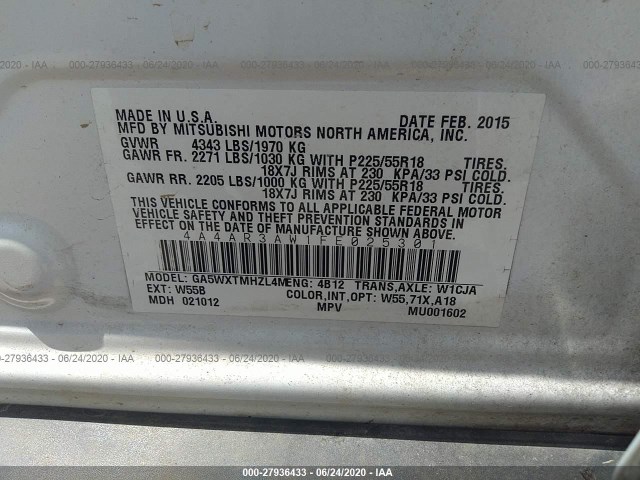 000-27936433 - 06/24/2020 - IAA
MADE IN U.S.A. DATE FEB. 2015
MFD BY MITSUBISHI MOTORS NORTH AMERICA, INC.
GVWR 4343 LBS/1970 KG
GAWR FR. 2271 LBS/1030 KG WITH P225/55R18 TIRES.
18X7J RIMS AT 230 KPA/33 PSI COLD.
GAWR RR. 2205 LBS/1000 KG WITH P225/55R18 TIRES.
18X7J RIMS AT 230 KPA/33 PSI COLD.
THIS VEHICLE CONFORMS TO ALL APPLICABLE FEDERAL MOTOR
VEHICLE SAFETY AND THEFT PREVENTION STANDARDS IN
EFFECT ON THE DATE OF MANUFACTURE SHOWN ABOVE.
4A4AR3AW1FE025301
MODEL: GA5WXTMHZL4M ENG: 4B12 TRANS,AXLE: W1CJA
EXT: W55B COLOR,INT,OPT: W55,71X,A18
MDH 021012 MPV MU001602
000-27936433 - 06/24/2020 - IAA
000-27936433 - 06/24/2020 - IAA